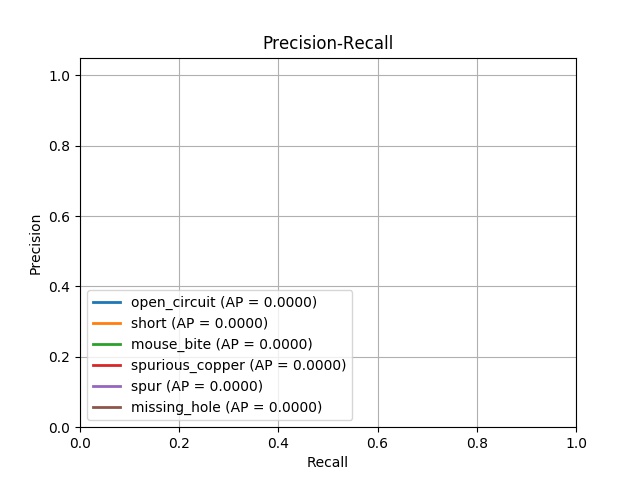 Precision-Recall
1.0
0.8
0.6
0.4
0.2
0.0
Precision
open_circuit (AP = 0.0000)
short (AP = 0.0000)
mouse_bite (AP = 0.0000)
spurious_copper (AP = 0.0000)
spur (AP = 0.0000)
missing_hole (AP = 0.0000)
0.0 0.2 0.4 0.6 0.8 1.0
Recall